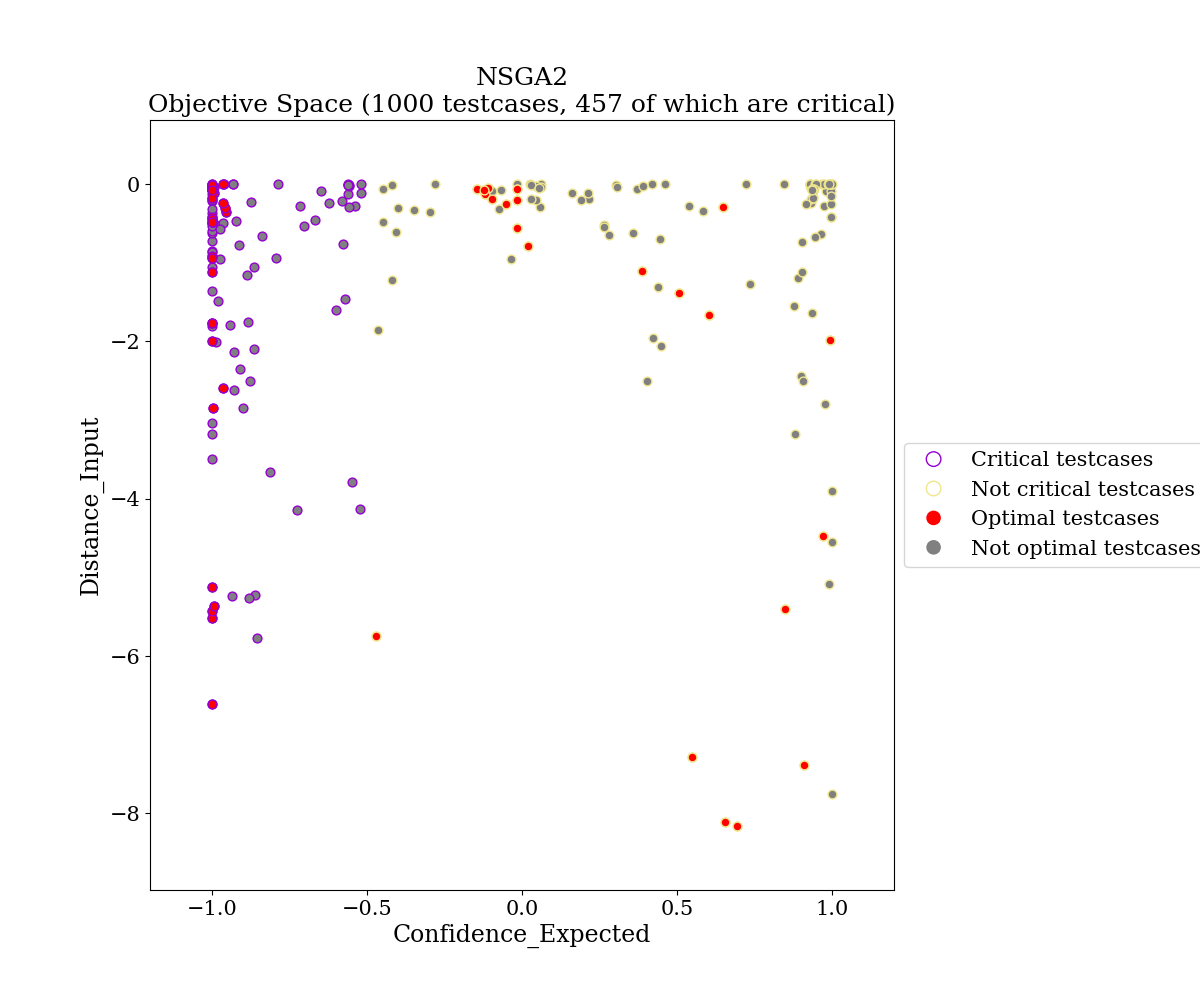 NSGA2
Objective Space (1000 testcases, 457 of which are critical)
0
−2
−4
−6
−8
Distance_Input
−1.0
−0.5
0.0
0.5
1.0
Confidence_Expected
Critical testcases
Not critical testcases
Optimal testcases
Not optimal testcases